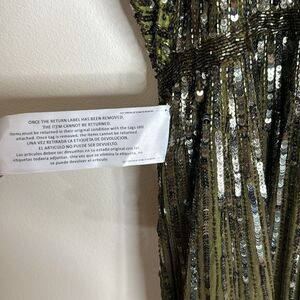 ONCE THE RETURN LABEL HAS BEEN REMOVED,
THE ITEM CANNOT BE RETURNED.
Items must be returned in their original condition with the tags still
attached. Once tag is removed. The items cannot be returned.
UNA VEZ RETIRADA LA ETIQUETA DE DEVOLUCION,
EL ARTICULO NO PUEDE SER DEVUELTO.
Los articulos deben ser devueltos en su estado original con las
etiquetas todavia adjuntas. Una vez que se elimina la etiqueta, no
se puede devolver el articulo.